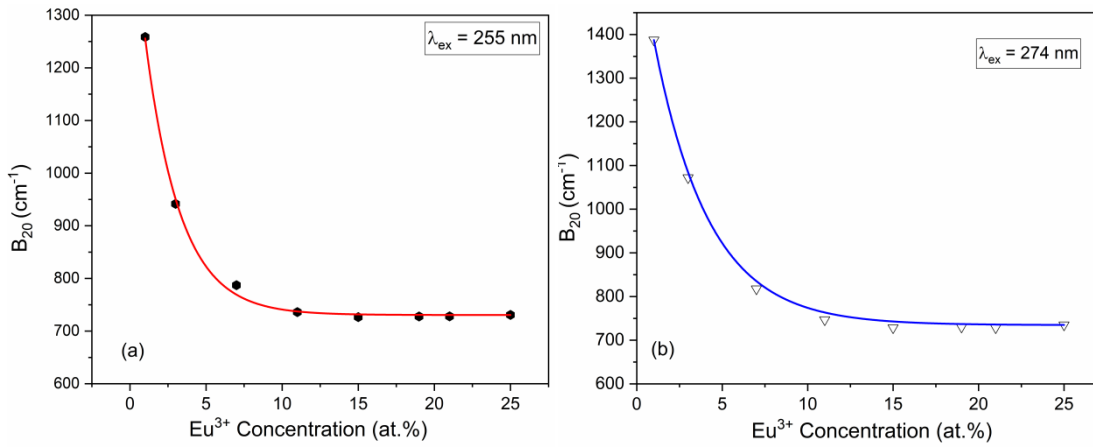 1300
1200
1100
1000
900
800
700
600
B₂₀ (cm⁻¹)
λex = 255 nm
(a)
0 5 10 15 20 25
Eu³⁺ Concentration (at.%)
1400
1300
1200
1100
1000
900
800
700
600
B₂₀ (cm⁻¹)
λex = 274 nm
(b)
0 5 10 15 20 25
Eu³⁺ Concentration (at.%)